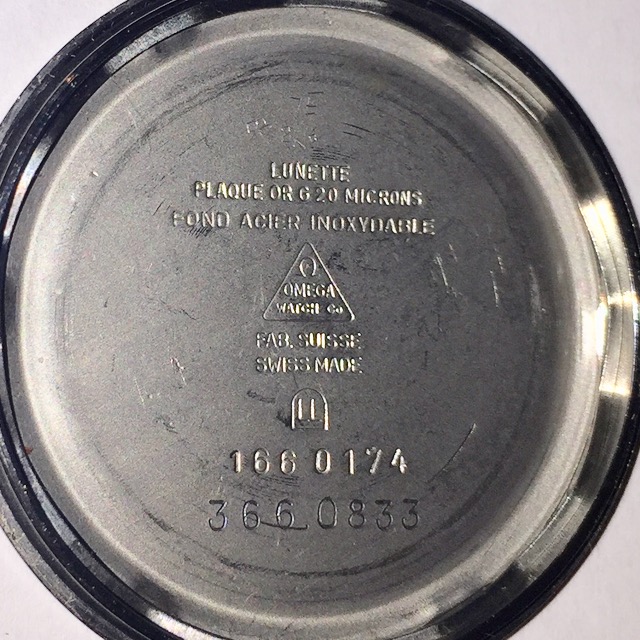 LUNETTE
PLAQUE OR G 20 MICRONS
FOND ACIER INOXYDABLE
Ω
OMEGA
WATCH Co
FAB. SUISSE
SWISS MADE
166 0174
366 0833